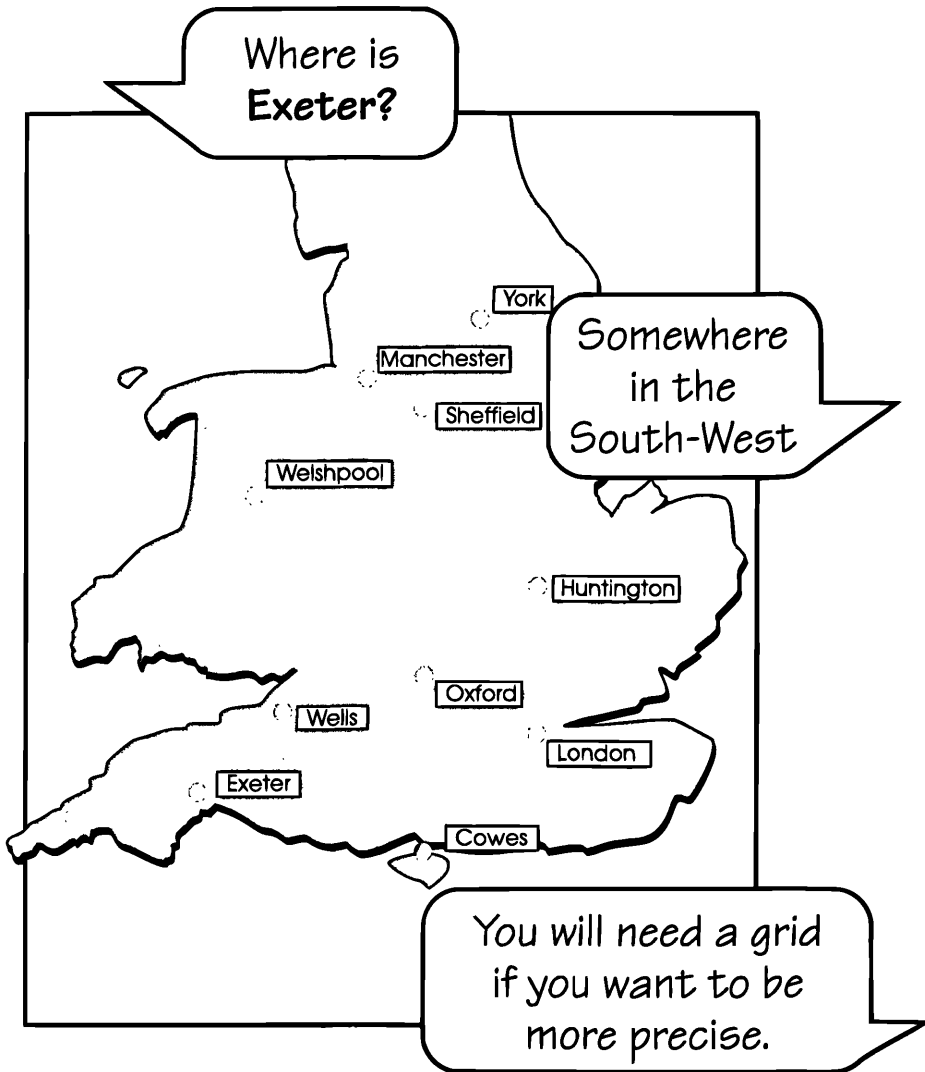 Where is
Exeter?
York
Somewhere
in the
South-West
Manchester
Sheffield
Welshpool
Huntington
Oxford
Wells
London
Exeter
Cowes
You will need a grid
if you want to be
more precise.